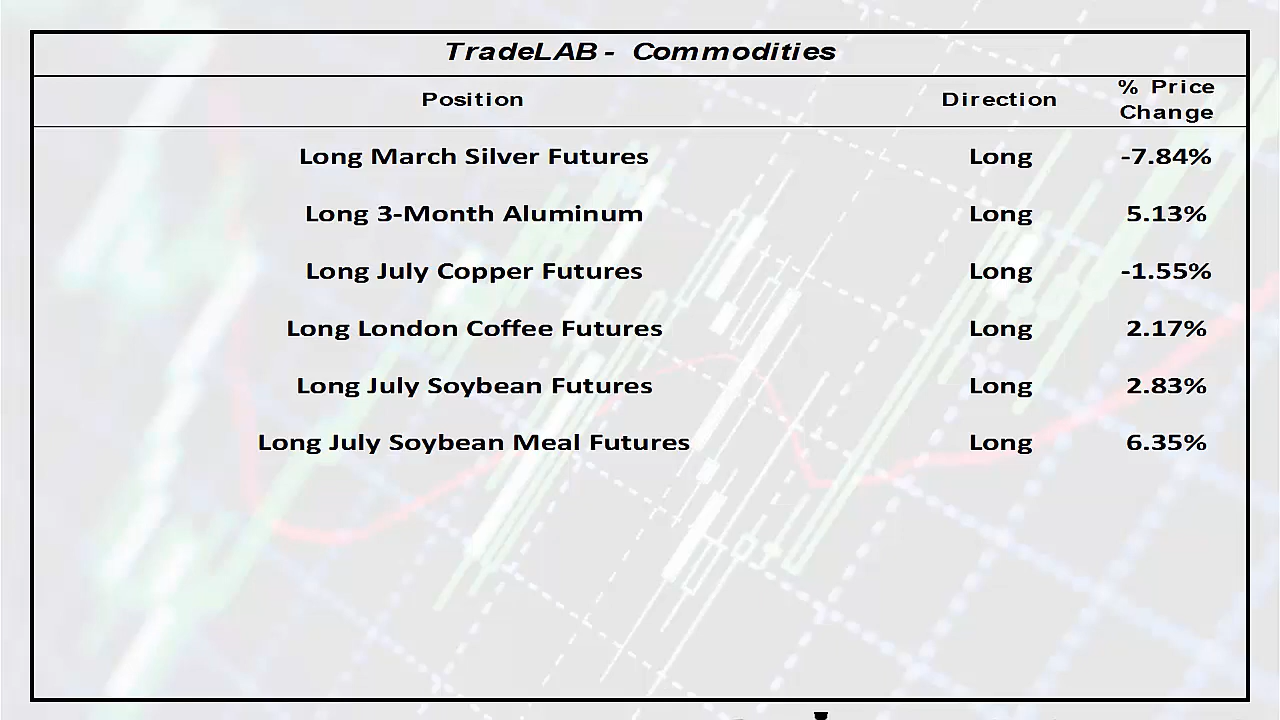 TradeLAB - Commodities
Position Direction % Price Change
Long March Silver Futures Long -7.84%
Long 3-Month Aluminum Long 5.13%
Long July Copper Futures Long -1.55%
Long London Coffee Futures Long 2.17%
Long July Soybean Futures Long 2.83%
Long July Soybean Meal Futures Long 6.35%